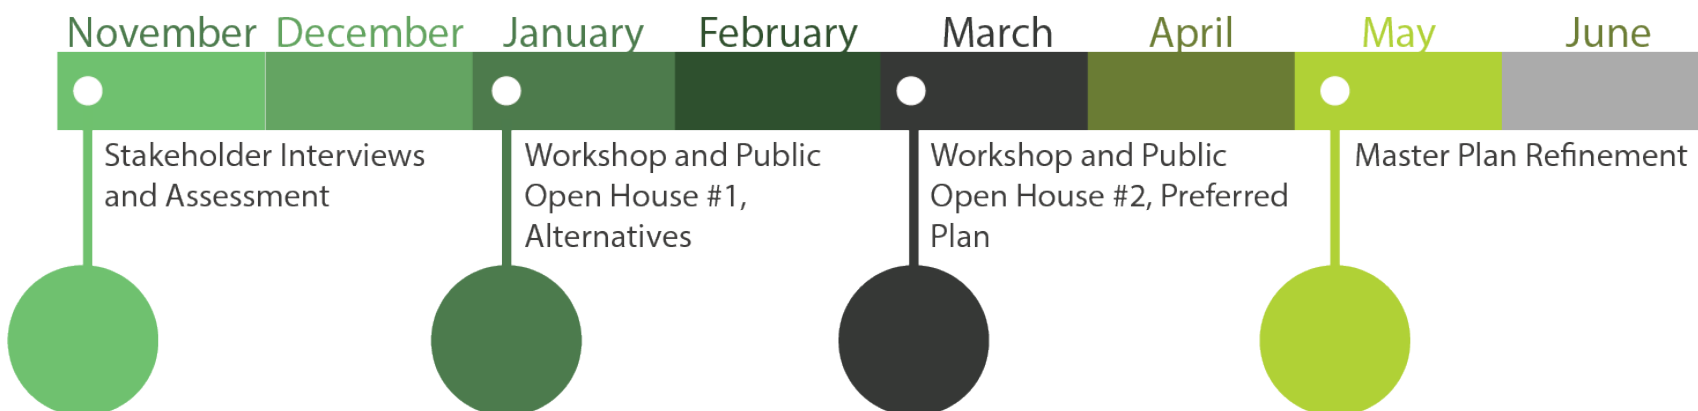 November December January February March April May June
Stakeholder Interviews
and Assessment
Workshop and Public
Open House #1,
Alternatives
Workshop and Public
Open House #2, Preferred
Plan
Master Plan Refinement